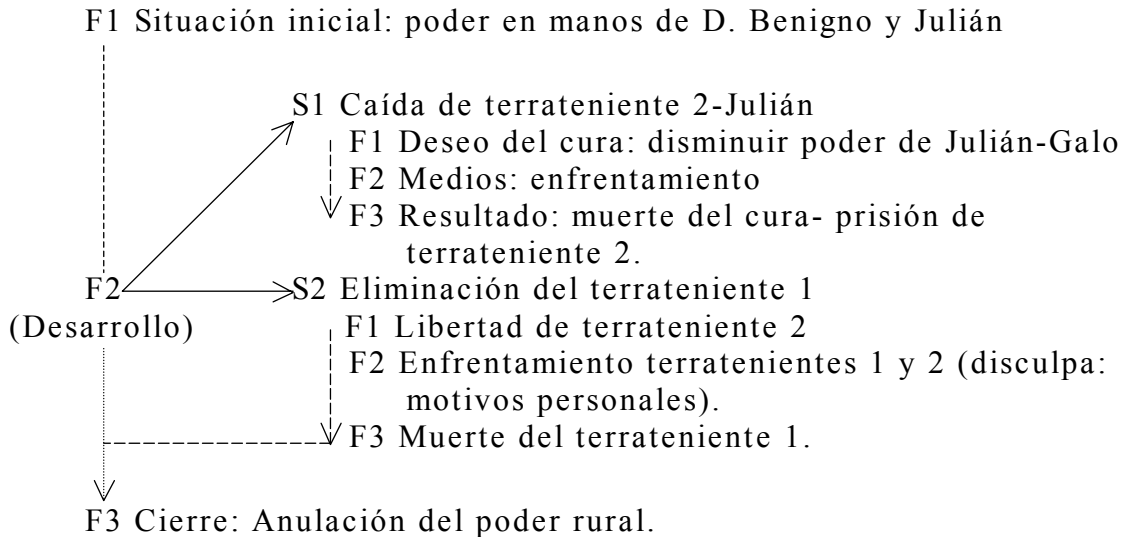 F1 Situación inicial: poder en manos de D. Benigno y Julián
S1 Caída de terrateniente 2-Julián
F1 Deseo del cura: disminuir poder de Julián-Galo
F2 Medios: enfrentamiento
F3 Resultado: muerte del cura- prisión de
terrateniente 2.
F2 S2 Eliminación del terrateniente 1
(Desarrollo) F1 Libertad de terrateniente 2
F2 Enfrentamiento terratenientes 1 y 2 (disculpa:
motivos personales).
F3 Muerte del terrateniente 1.
F3 Cierre: Anulación del poder rural.